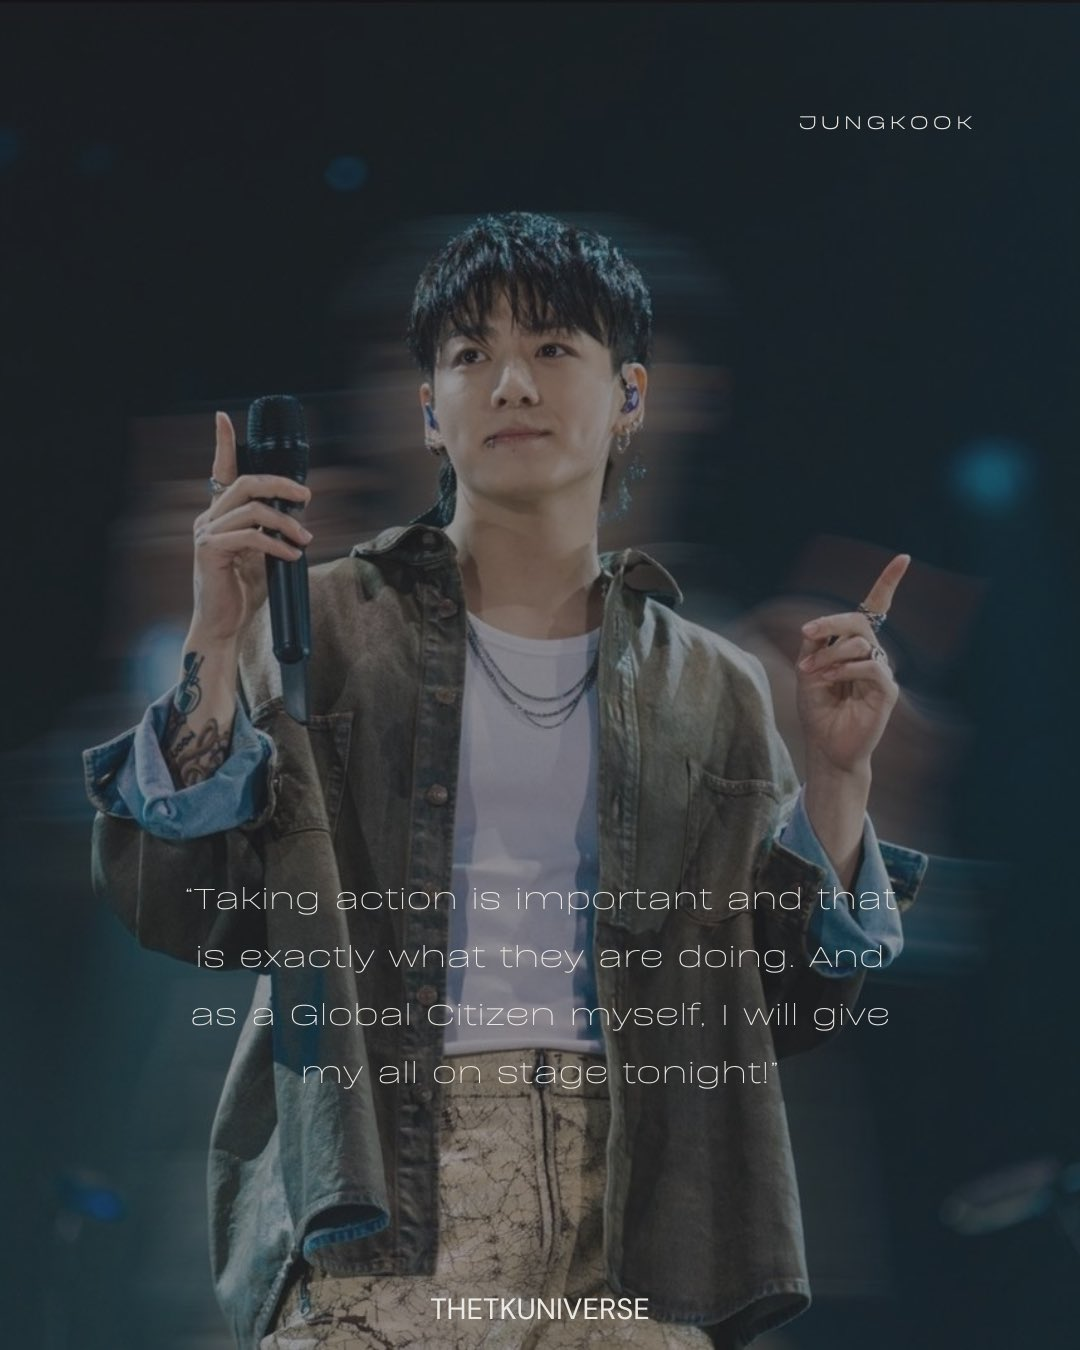 JUNGKOOK
“Taking action is important and that
is exactly what they are doing. And
as a Global Citizen myself, I will give
my all on stage tonight!”
THETKUNIVERSE